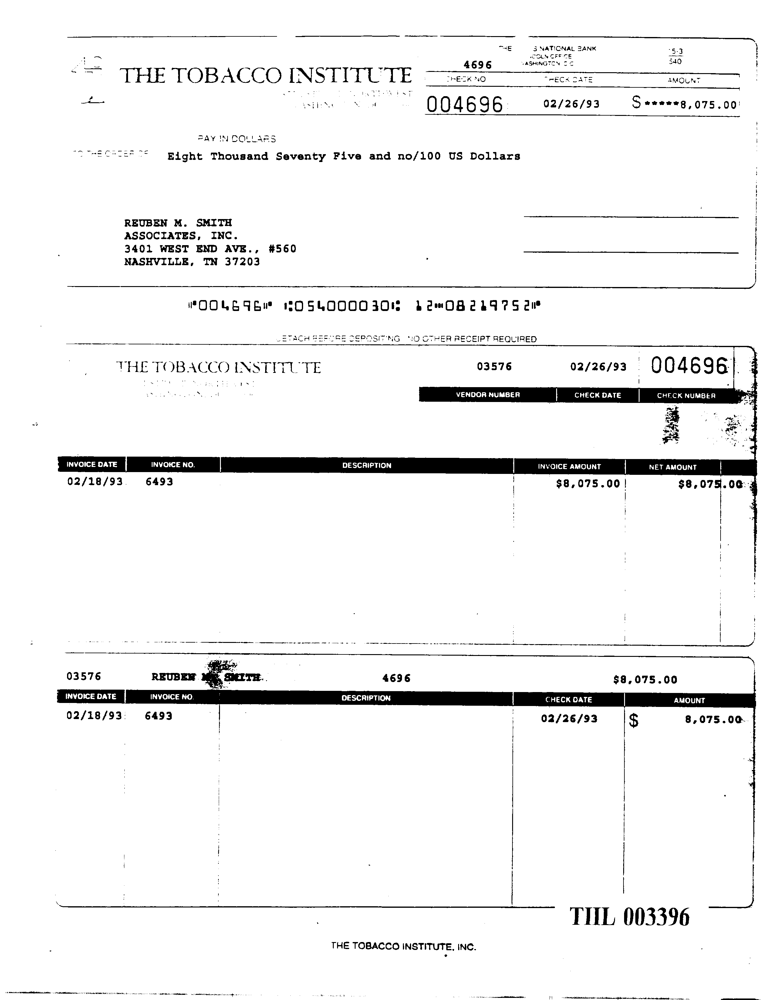 THE NATIONAL BANK
4696 WASHINGTON D.C. 15-3
540
THE TOBACCO INSTITUTE
CHECK NO CHECK DATE AMOUNT
004696 02/26/93 $*****8,075.00
PAY IN DOLLARS
TO THE ORDER OF Eight Thousand Seventy Five and no/100 US Dollars
REUBEN M. SMITH
ASSOCIATES, INC.
3401 WEST END AVE., #560
NASHVILLE, TN 37203
⑈004696⑈ ⑆054000030⑆ 12⑉08219752⑈
DETACH BEFORE DEPOSITING NO OTHER RECEIPT REQUIRED
THE TOBACCO INSTITUTE 03576 02/26/93 004696
VENDOR NUMBER CHECK DATE CHECK NUMBER
INVOICE DATE INVOICE NO. DESCRIPTION INVOICE AMOUNT NET AMOUNT
02/18/93 6493 $8,075.00 $8,075.00
03576 REUBEN SMITH 4696 $8,075.00
INVOICE DATE INVOICE NO. DESCRIPTION CHECK DATE AMOUNT
02/18/93 6493 02/26/93 $ 8,075.00
TIIL 003396
THE TOBACCO INSTITUTE, INC.